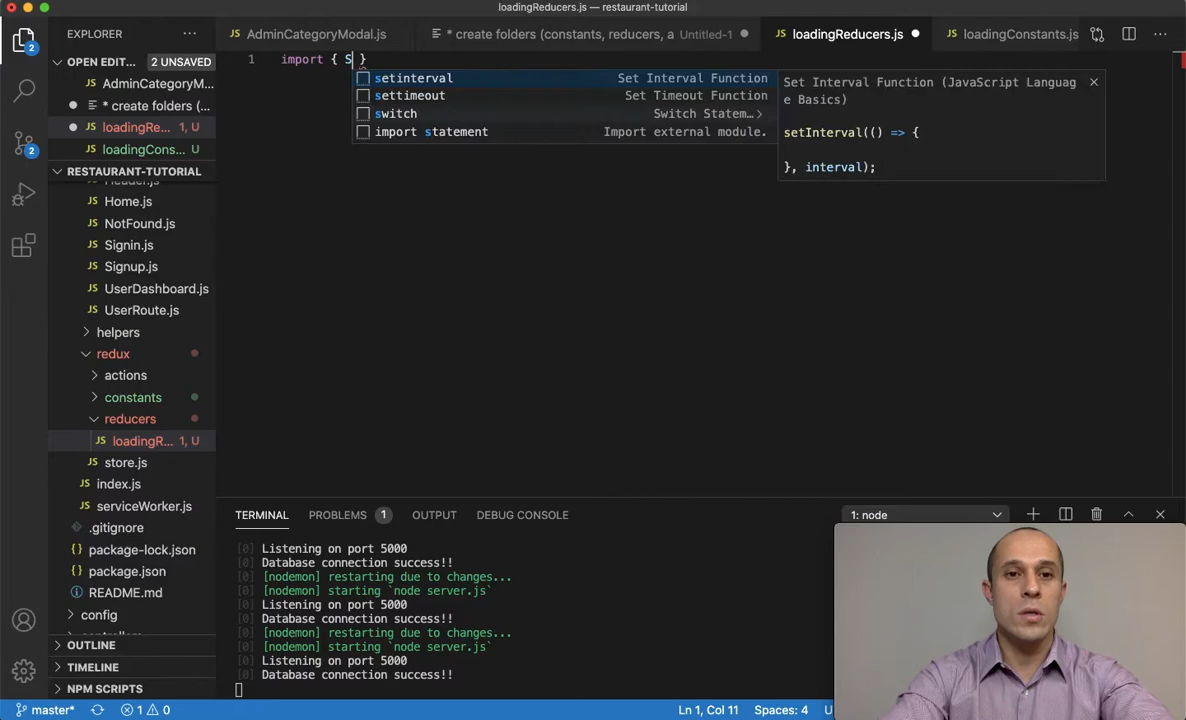 loadingReducers.js — restaurant-tutorial
EXPLORER
AdminCategoryModal.js
* create folders (constants, reducers, a Untitled-1
loadingReducers.js
loadingConstants.js
OPEN EDIT... 2 UNSAVED
AdminCategoryM...
* create folders (...
loadingRe... 1, U
loadingCons... U
RESTAURANT-TUTORIAL
Header.js
Home.js
NotFound.js
Signin.js
Signup.js
UserDashboard.js
UserRoute.js
helpers
redux
actions
constants
reducers
loadingR... 1, U
store.js
index.js
serviceWorker.js
.gitignore
package-lock.json
package.json
README.md
config
OUTLINE
TIMELINE
NPM SCRIPTS
2
2
1 import { S }
setinterval Set Interval Function
settimeout Set Timeout Function
switch Switch Statem…
import statement Import external module.
Set Interval Function (JavaScript Languag
e Basics)
setInterval(() => {
}, interval);
TERMINAL PROBLEMS 1 OUTPUT DEBUG CONSOLE 1: node
[0] Listening on port 5000
[0] Database connection success!!
[0] [nodemon] restarting due to changes...
[0] [nodemon] starting `node server.js`
[0] Listening on port 5000
[0] Database connection success!!
[0] [nodemon] restarting due to changes...
[0] [nodemon] starting `node server.js`
[0] Listening on port 5000
[0] Database connection success!!
master* 1 0 Ln 1, Col 11 Spaces: 4